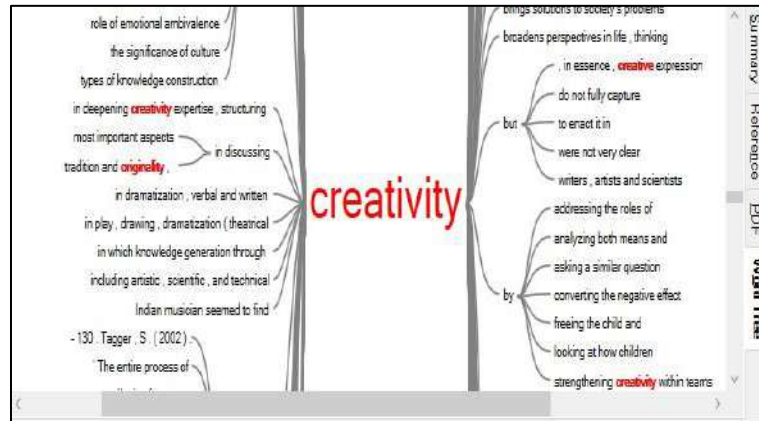 role of emotional ambivalence
the significance of culture
types of knowledge construction
in deepening creativity expertise , structuring
most important aspects
tradition and originality ,
in discussing
in dramatization , verbal and written
in play , drawing , dramatization ( theatrical
in which knowledge generation through
including artistic , scientific , and technical
Indian musician seemed to find
- 130 . Tagger , S . ( 2002 ) .
The entire process of
creativity
brings solutions to society's problems
broadens perspectives in life , thinking
but
, in essence , creative expression
do not fully capture
to enact it in
were not very clear
writers , artists and scientists
by
addressing the roles of
analyzing both means and
asking a similar question
converting the negative effect
freeing the child and
looking at how children
strengthening creativity within teams
Summary
Reference
PDF